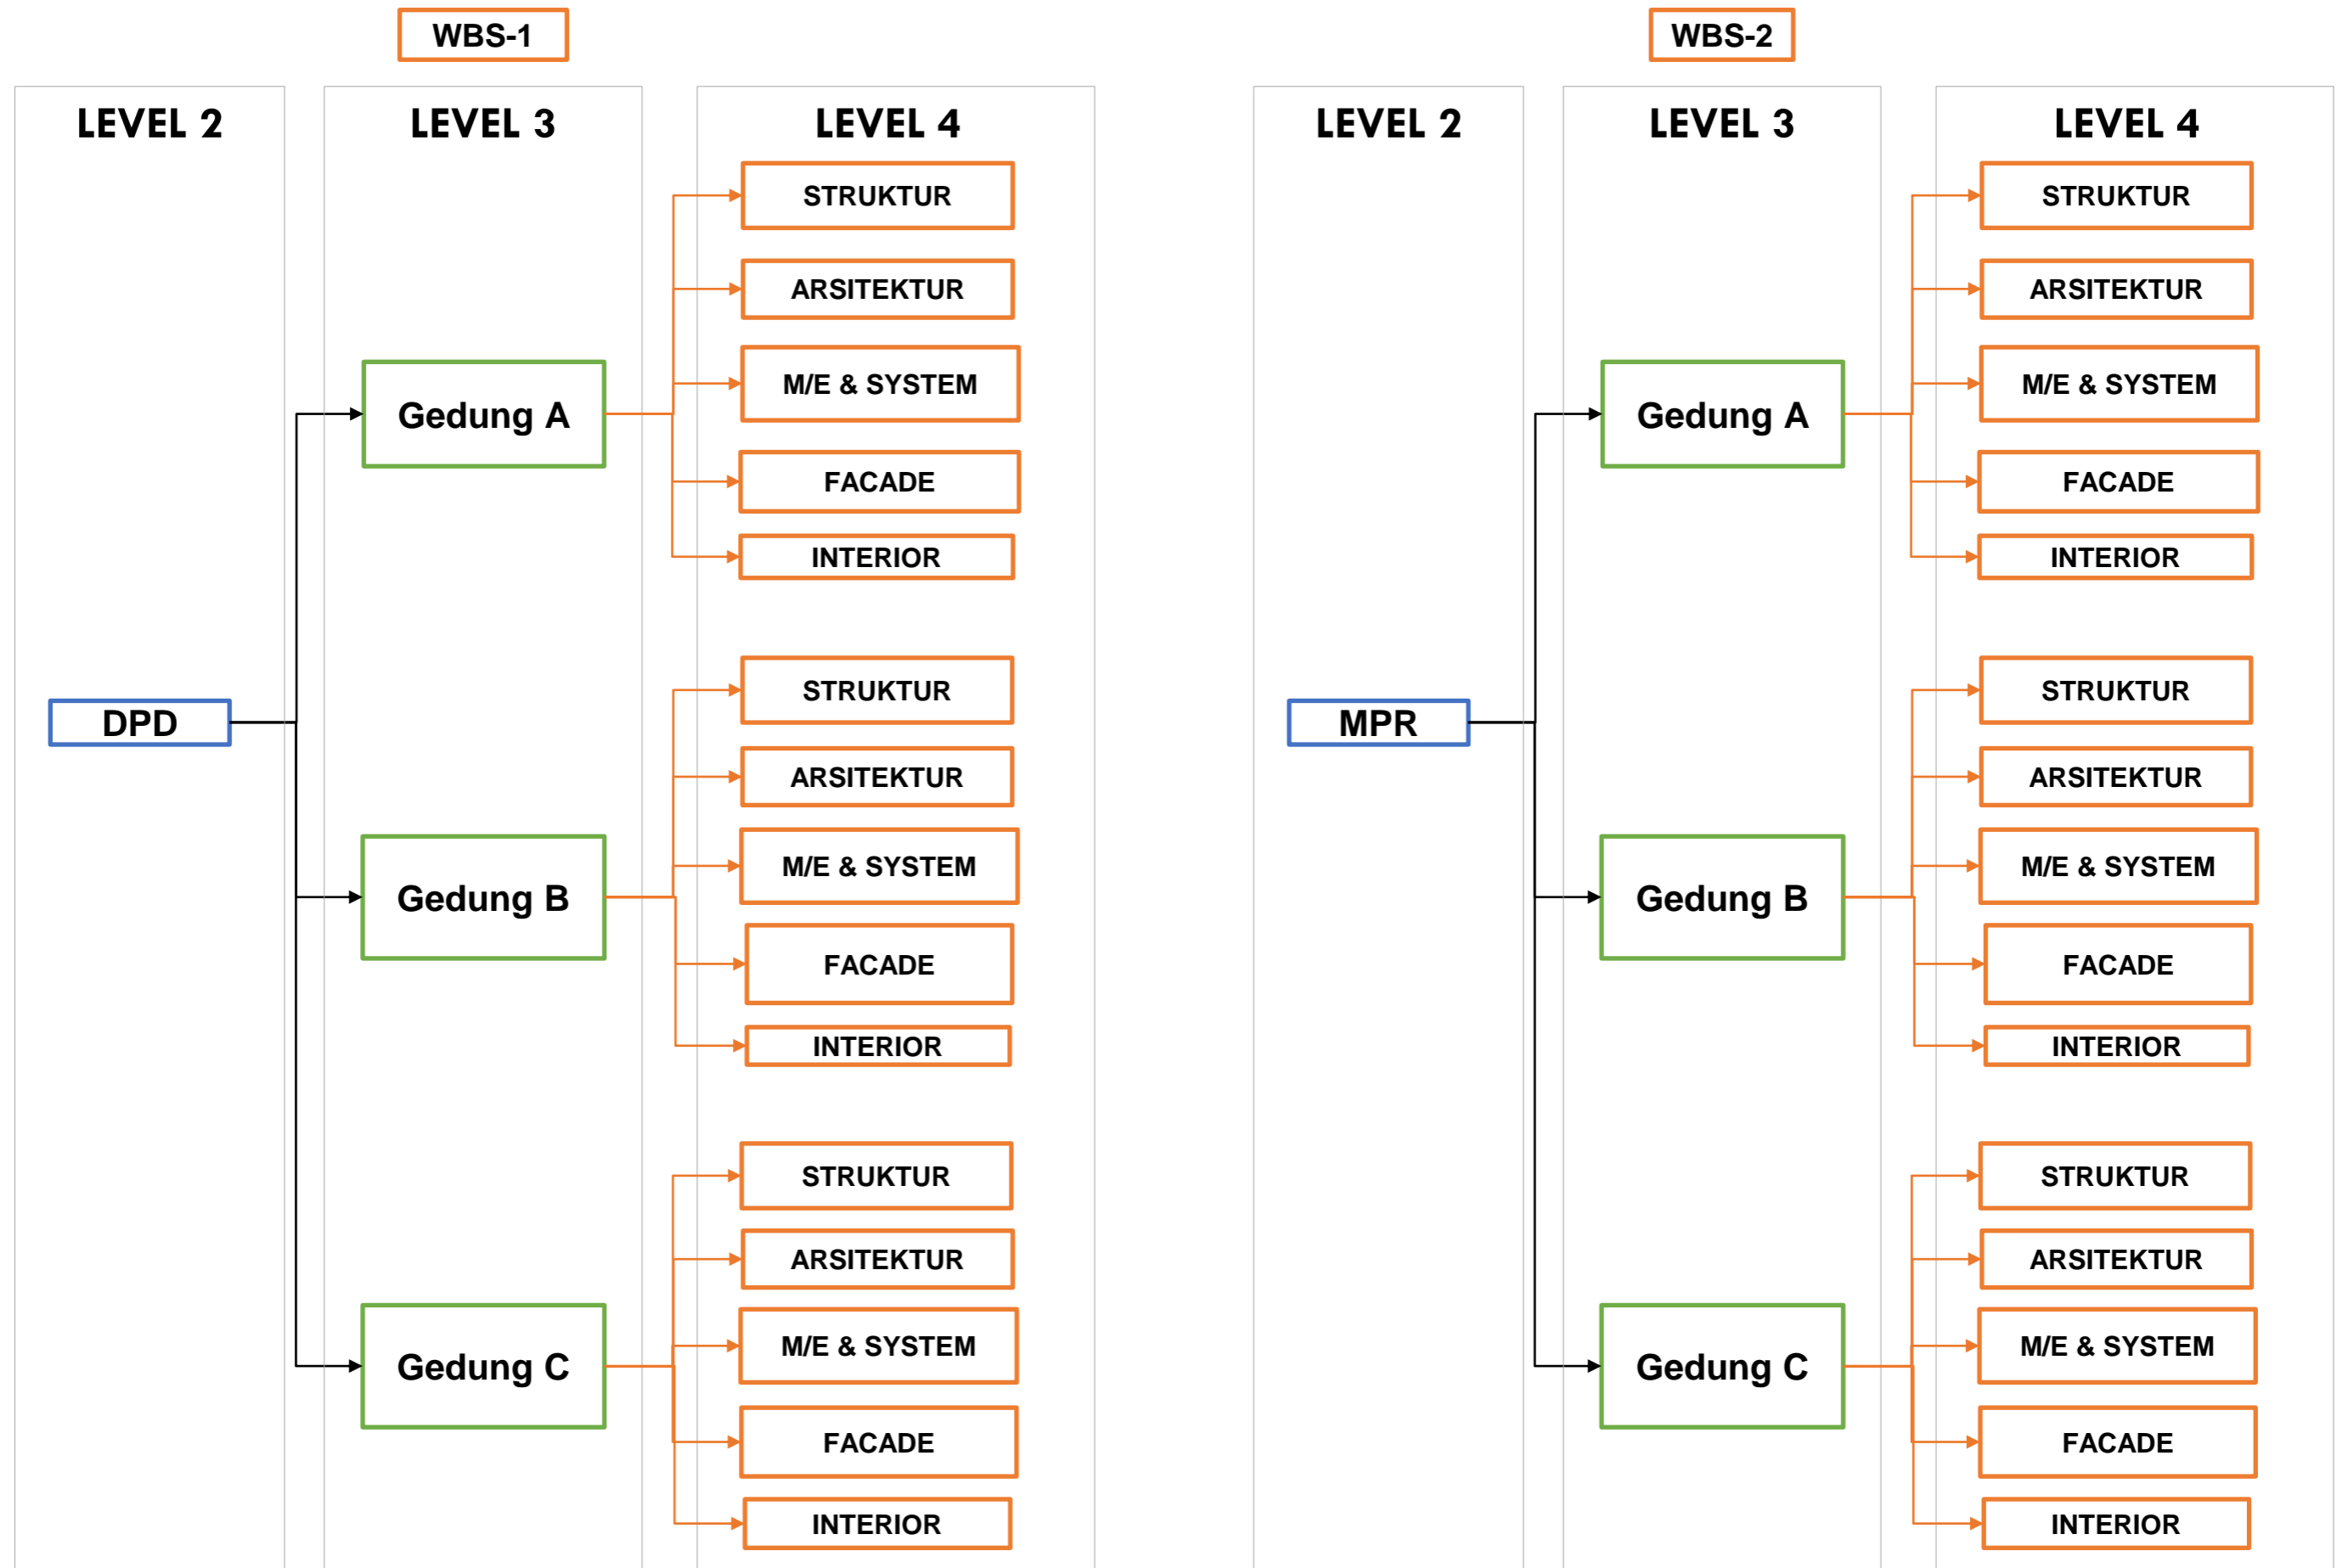 WBS-1
LEVEL 2
LEVEL 3
LEVEL 4
DPD
Gedung A
STRUKTUR
ARSITEKTUR
M/E & SYSTEM
FACADE
INTERIOR
Gedung B
STRUKTUR
ARSITEKTUR
M/E & SYSTEM
FACADE
INTERIOR
Gedung C
STRUKTUR
ARSITEKTUR
M/E & SYSTEM
FACADE
INTERIOR
WBS-2
LEVEL 2
LEVEL 3
LEVEL 4
MPR
Gedung A
STRUKTUR
ARSITEKTUR
M/E & SYSTEM
FACADE
INTERIOR
Gedung B
STRUKTUR
ARSITEKTUR
M/E & SYSTEM
FACADE
INTERIOR
Gedung C
STRUKTUR
ARSITEKTUR
M/E & SYSTEM
FACADE
INTERIOR